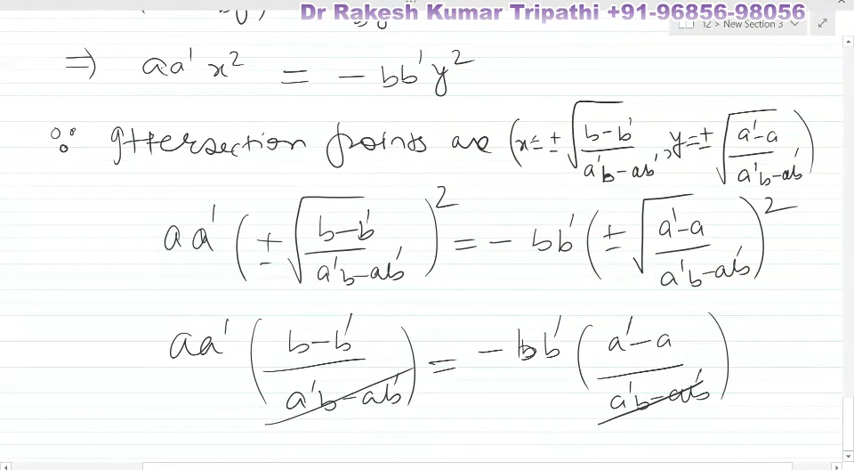 Dr Rakesh Kumar Tripathi +91-96856-98056
12 > New Section 3
⇒ aa' x² = - bb' y²
∵ Ittersection points are (x = ± √(b-b' / a'b-ab'), y = ± √(a'-a / a'b-ab'))
aa' (± √(b-b' / a'b-ab'))² = - bb' (± √(a'-a / a'b-ab'))²
aa' (b-b' / a'b-ab') = - bb' (a'-a / a'b-ab')